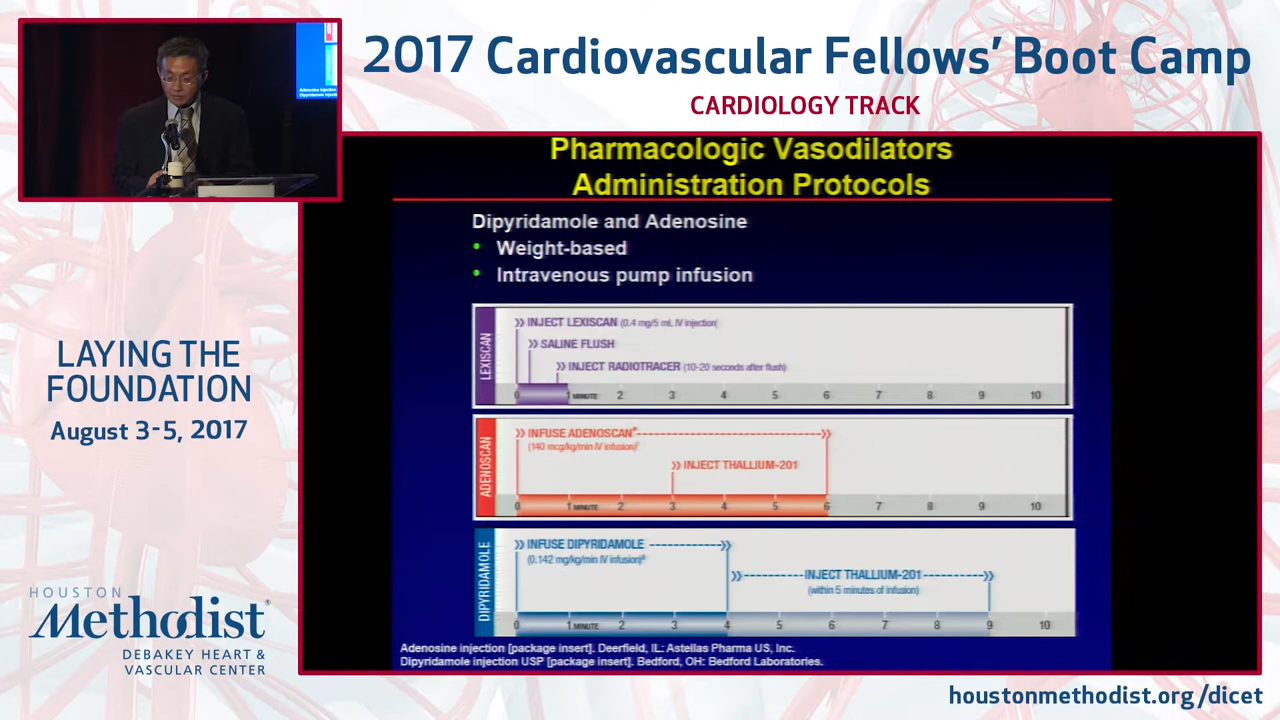 2017 Cardiovascular Fellows’ Boot Camp
CARDIOLOGY TRACK
LAYING THE
FOUNDATION
August 3-5, 2017
HOUSTON
Methodist®
DEBAKEY HEART &
VASCULAR CENTER
Pharmacologic Vasodilators
Administration Protocols
Dipyridamole and Adenosine
• Weight-based
• Intravenous pump infusion
LEXISCAN
INJECT LEXISCAN (0.4 mg/5 mL IV injection(
SALINE FLUSH
INJECT RADIOTRACER (10-20 seconds after flush)
0 1 MINUTE 2 3 4 5 6 7 8 9 10
ADENOSCAN
INFUSE ADENOSCAN®
(140 mcg/kg/min IV infusion)
INJECT THALLIUM-201
0 1 MINUTE 2 3 4 5 6 7 8 9 10
DIPYRIDAMOLE
INFUSE DIPYRIDAMOLE
(0.142 mg/kg/min IV infusion)
INJECT THALLIUM-201
(within 5 minutes of infusion)
0 1 MINUTE 2 3 4 5 6 7 8 9 10
Adenosine injection [package insert]. Deerfield, IL: Astellas Pharma US, Inc.
Dipyridamole injection USP [package insert]. Bedford, OH: Bedford Laboratories.
houstonmethodist.org/dicet